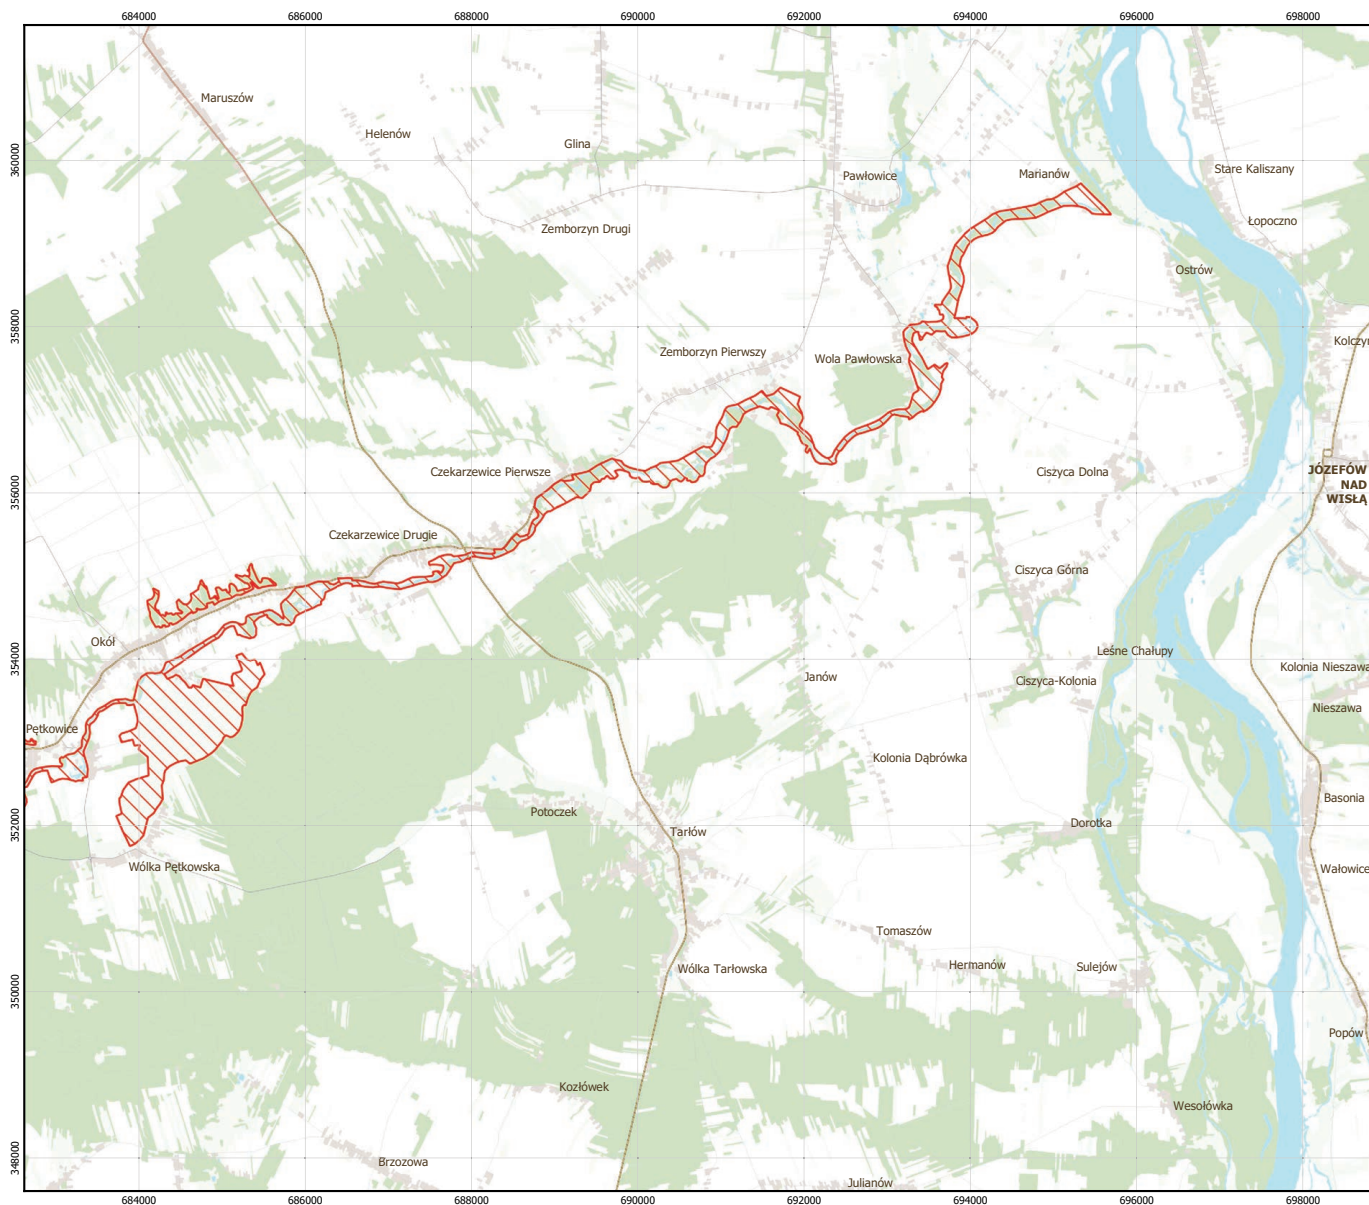 684000
686000
688000
690000
692000
694000
696000
698000
Maruszów
Helenów
Glina
360000
Pawłowice
Marianów
Stare Kaliszany
Łopoczno
Zemborzyn Drugi
Ostrów
358000
Kolczyn
Zemborzyn Pierwszy
Wola Pawłowska
Czekarzewice Pierwsze
Ciszyca Dolna
JÓZEFÓW
NAD
WISŁĄ
356000
Czekarzewice Drugie
Ciszyca Górna
Okół
354000
Leśne Chałupy
Kolonia Nieszawa
Janów
Ciszyca-Kolonia
Nieszawa
Pętkowice
Kolonia Dąbrówka
Basonia
Potoczek
352000
Dorotka
Tarłów
Wólka Pętkowska
Wałowice
Tomaszów
Wólka Tarłowska
Hermanów
Sulejów
350000
Popów
Kozłówek
Wesołówka
348000
Brzozowa
Julianów
684000
686000
688000
690000
692000
694000
696000
698000